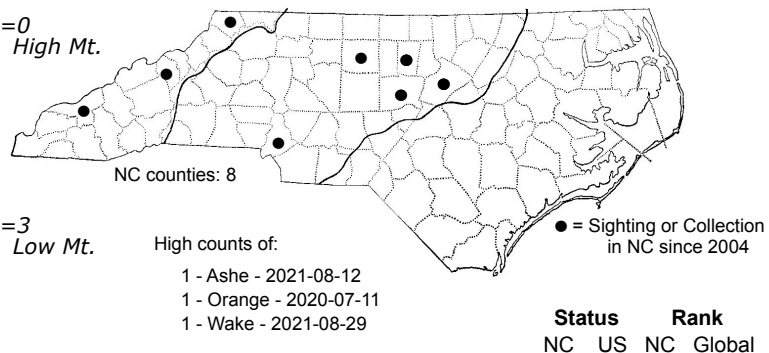 =0
High Mt.
NC counties: 8
=3
Low Mt.
High counts of:
1 - Ashe - 2021-08-12
1 - Orange - 2020-07-11
1 - Wake - 2021-08-29
● = Sighting or Collection
in NC since 2004
Status Rank
NC US NC Global